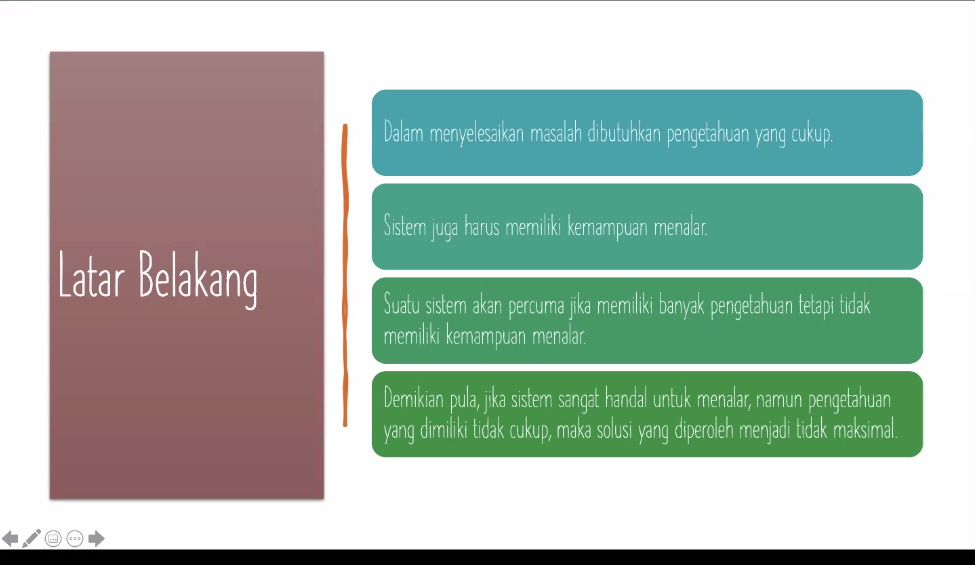 Latar Belakang
Dalam menyelesaikan masalah dibutuhkan pengetahuan yang cukup.
Sistem juga harus memiliki kemampuan menalar.
Suatu sistem akan percuma jika memiliki banyak pengetahuan tetapi tidak
memiliki kemampuan menalar.
Demikian pula, jika sistem sangat handal untuk menalar, namun pengetahuan
yang dimiliki tidak cukup, maka solusi yang diperoleh menjadi tidak maksimal.